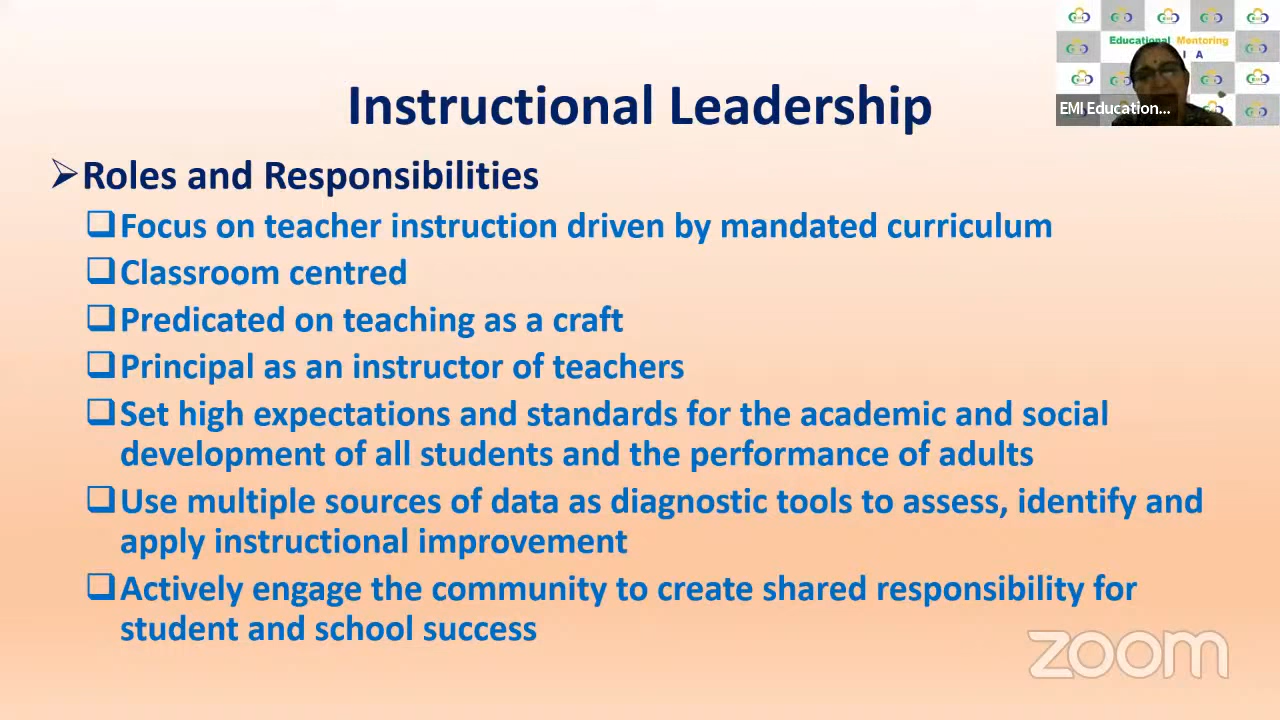 Educational Mentoring
I A
EMI Education...
Instructional Leadership
Roles and Responsibilities
Focus on teacher instruction driven by mandated curriculum
Classroom centred
Predicated on teaching as a craft
Principal as an instructor of teachers
Set high expectations and standards for the academic and social
development of all students and the performance of adults
Use multiple sources of data as diagnostic tools to assess, identify and
apply instructional improvement
Actively engage the community to create shared responsibility for
student and school success
zoom